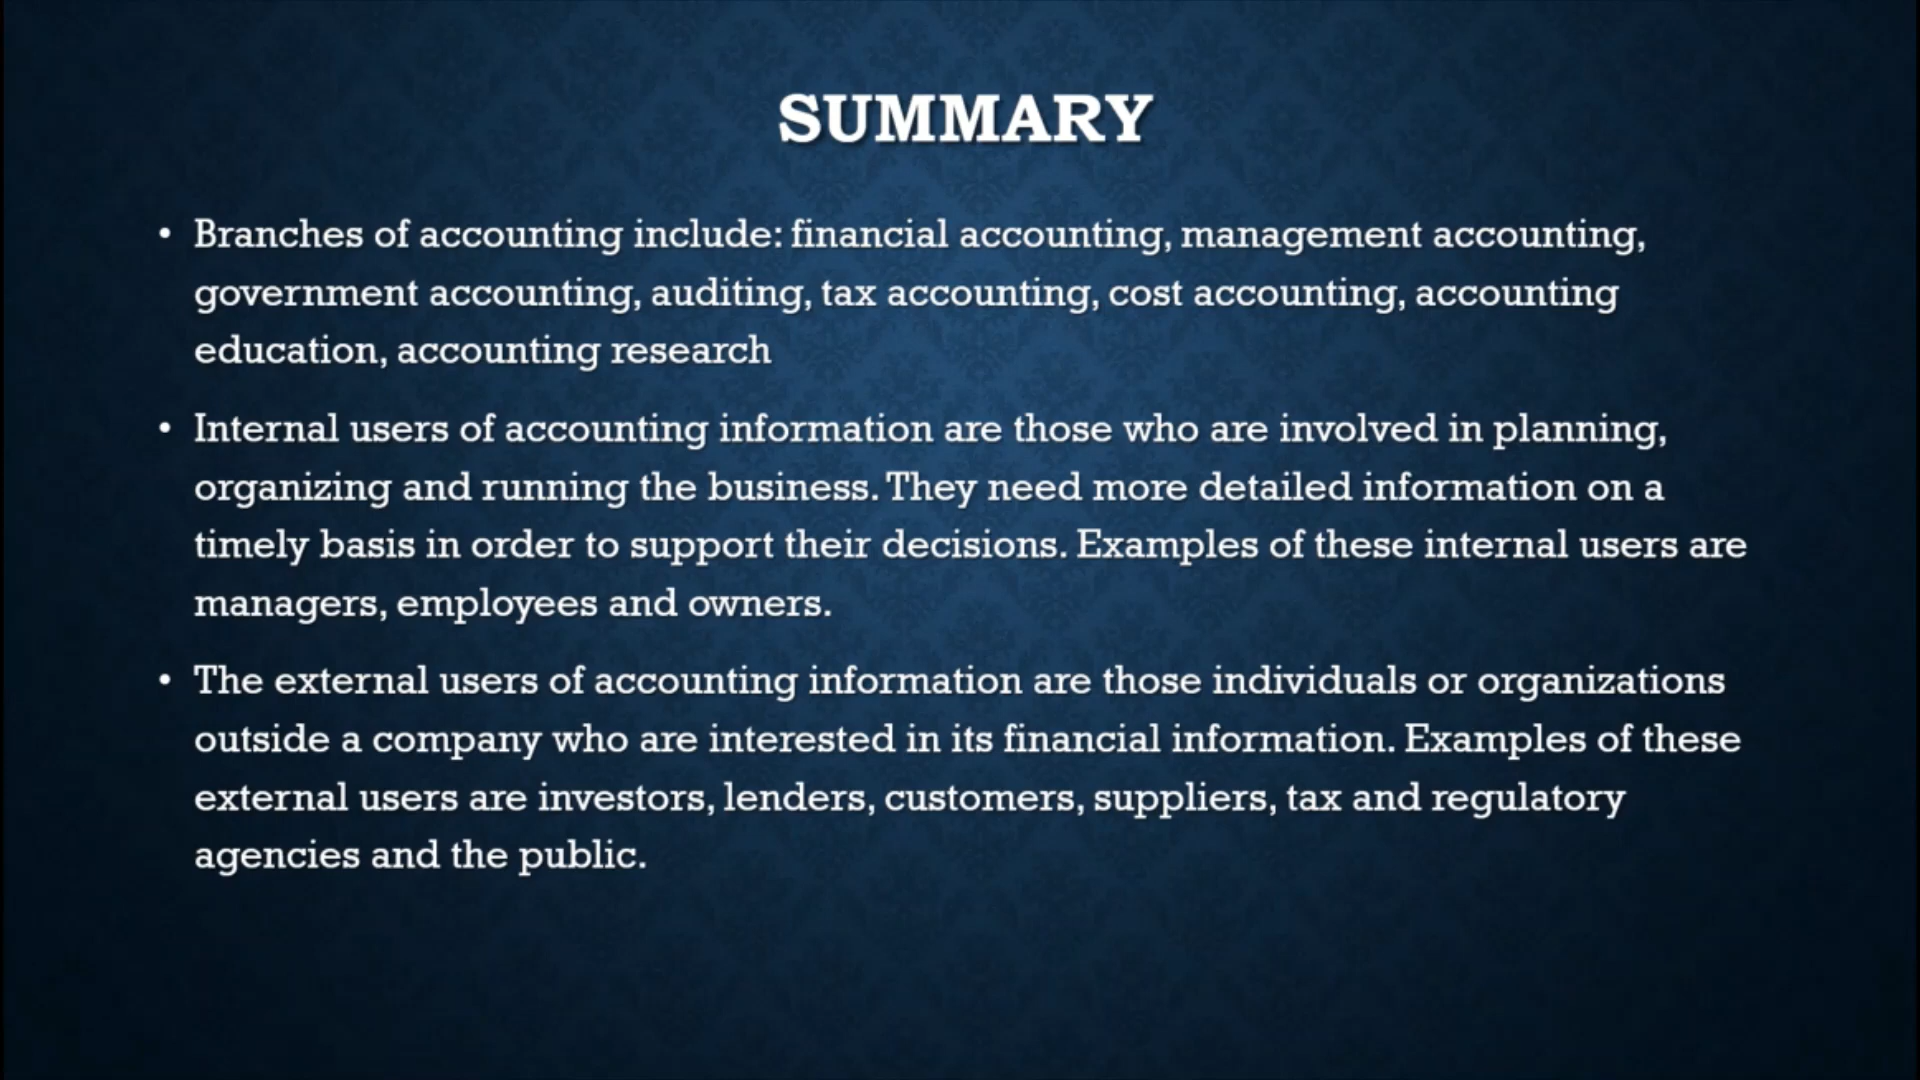 SUMMARY
• Branches of accounting include: financial accounting, management accounting,
government accounting, auditing, tax accounting, cost accounting, accounting
education, accounting research
• Internal users of accounting information are those who are involved in planning,
organizing and running the business. They need more detailed information on a
timely basis in order to support their decisions. Examples of these internal users are
managers, employees and owners.
• The external users of accounting information are those individuals or organizations
outside a company who are interested in its financial information. Examples of these
external users are investors, lenders, customers, suppliers, tax and regulatory
agencies and the public.